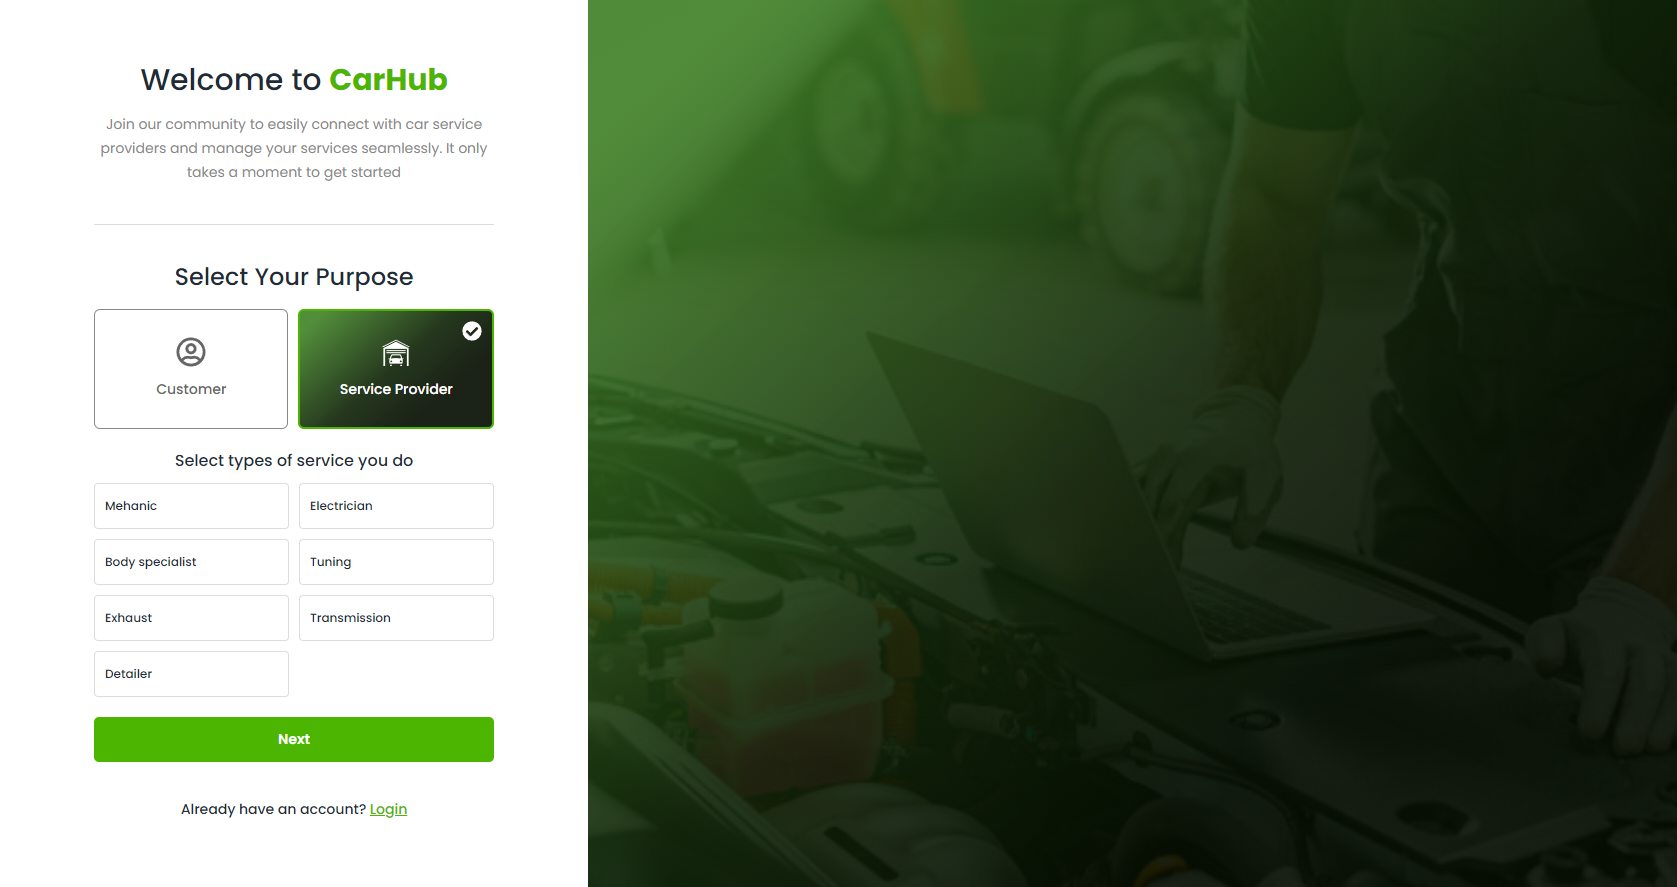 Welcome to CarHub
Join our community to easily connect with car service
providers and manage your services seamlessly. It only
takes a moment to get started
Select Your Purpose
Customer
Service Provider
Select types of service you do
Mehanic
Electrician
Body specialist
Tuning
Exhaust
Transmission
Detailer
Next
Already have an account? Login